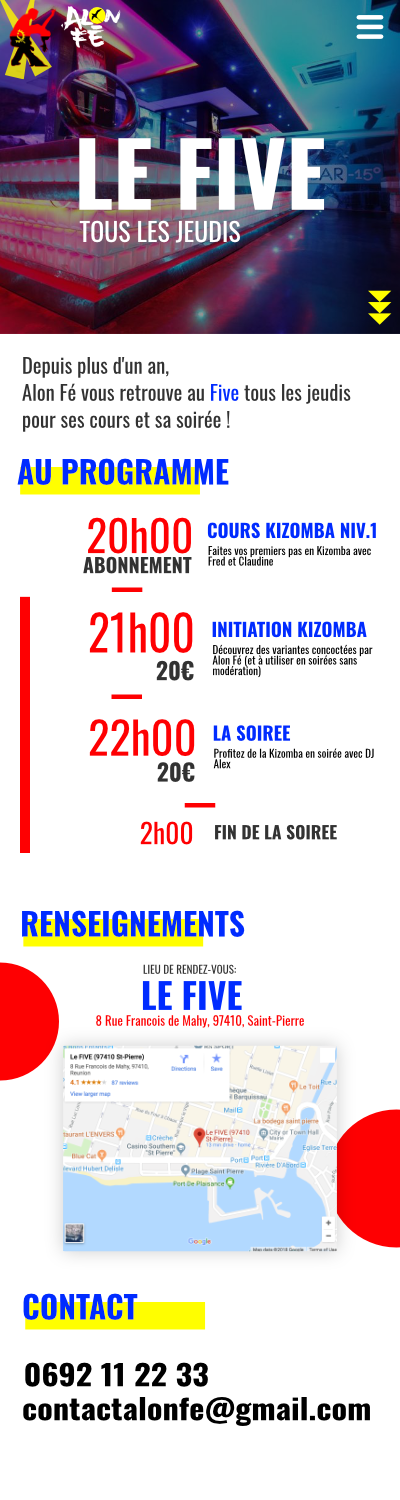 ALON
FÉ
BAR -15°
LE FIVE
TOUS LES JEUDIS
Depuis plus d'un an,
Alon Fé vous retrouve au Five tous les jeudis
pour ses cours et sa soirée !
AU PROGRAMME
20h00
ABONNEMENT
COURS KIZOMBA NIV.1
Faites vos premiers pas en Kizomba avec
Fred et Claudine
21h00
20€
INITIATION KIZOMBA
Découvrez des variantes concoctées par
Alon Fé (et à utiliser en soirées sans
modération)
22h00
20€
LA SOIREE
Profitez de la Kizomba en soirée avec DJ
Alex
2h00
FIN DE LA SOIREE
RENSEIGNEMENTS
LIEU DE RENDEZ-VOUS:
LE FIVE
8 Rue Francois de Mahy, 97410, Saint-Pierre
Le FIVE (97410 St-Pierre)
8 Rue Francois de Mahy, 97410,
Reunion
4.1 87 reviews
View larger map
Directions
Save
Le Toit
Mail
La bodega saint pierre
L'ENVERS
Crèche
Casino Southern
"St Pierre"
Le FIVE (97410
St-Pierre)
City or Town Hall
Mairie
Blue Cat
Hubert Delisle
Plage Saint Pierre
Port
Port
Rivière D'Abord
Port De Plaisance
Google
Map data ©2018 Google
Terms of Use
CONTACT
0692 11 22 33
contactalonfe@gmail.com